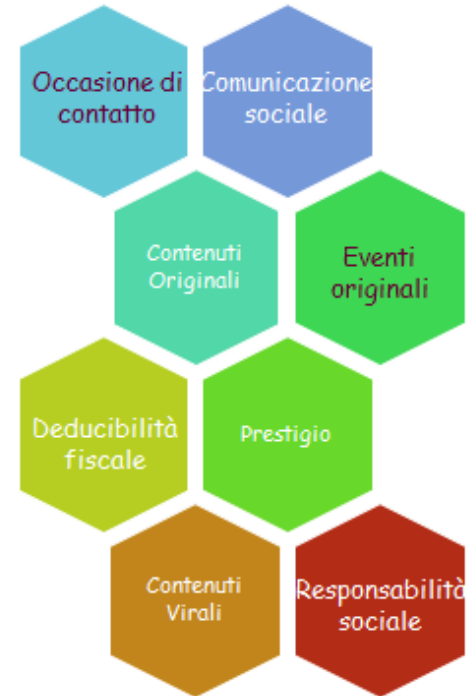 Occasione di
contatto
Comunicazione
sociale
Contenuti
Originali
Eventi
originali
Deducibilità
fiscale
Prestigio
Contenuti
Virali
Responsabilità
sociale